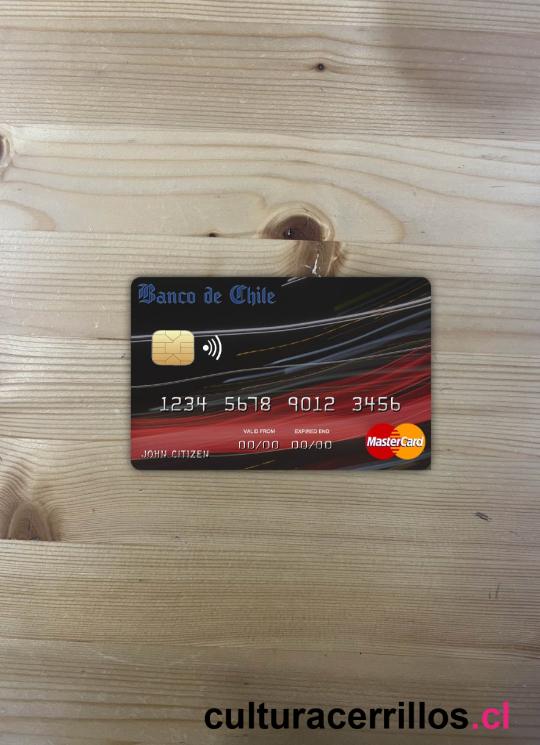 Banco de Chile
1234 5678 9012 3456
VALID FROM EXPIRED END
00/00 00/00
JOHN CITIZEN
MasterCard
culturacerrillos.cl